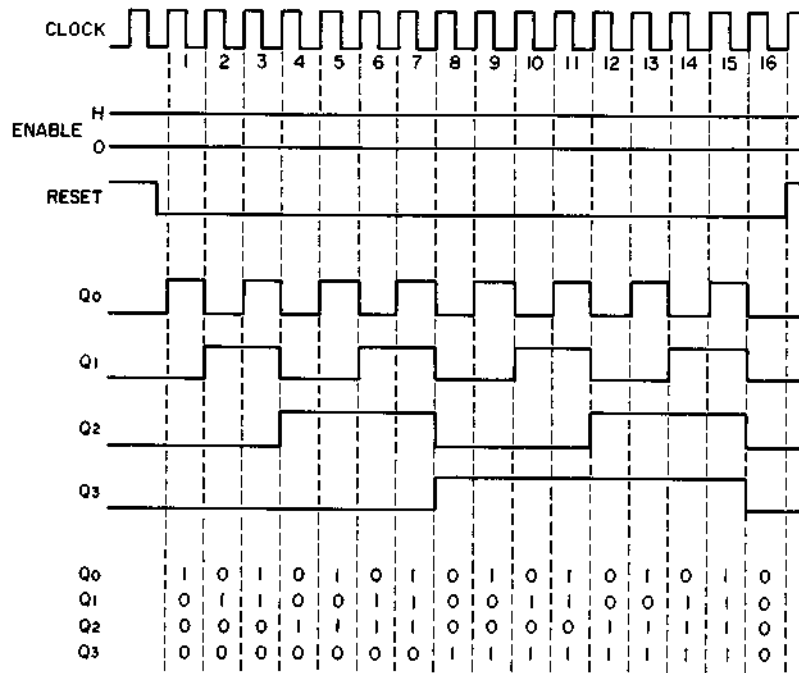 CLOCK
1 2 3 4 5 6 7 8 9 10 11 12 13 14 15 16
H
ENABLE
0
RESET
Q0
Q1
Q2
Q3
Q0 1 0 1 0 1 0 1 0 1 0 1 0 1 0 1 0
Q1 0 1 1 0 0 1 1 0 0 1 1 0 0 1 1 0
Q2 0 0 0 1 1 1 1 0 0 0 0 1 1 1 1 0
Q3 0 0 0 0 0 0 0 1 1 1 1 1 1 1 1 0